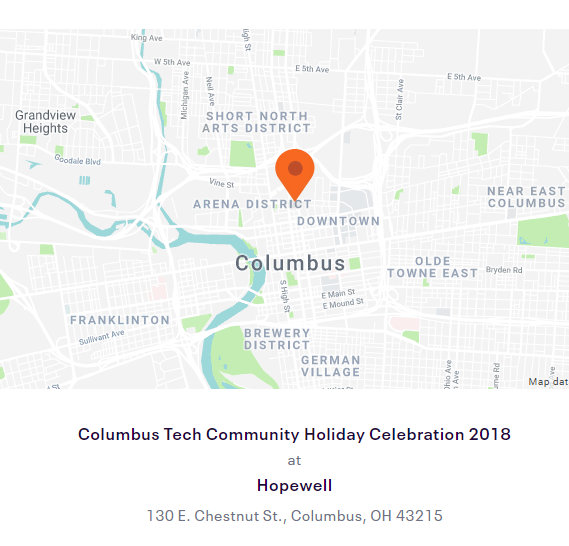 King Ave
High St
W 5th Ave
E 5th Ave
E 5th Ave
Michigan Ave
Neil Ave
St Clair Ave
Grandview
Heights
SHORT NORTH
ARTS DISTRICT
Goodale Blvd
Vine St
NEAR EAST
COLUMBUS
ARENA DISTRICT
DOWNTOWN
Columbus
OLDE
TOWNE EAST
Bryden Rd
S High St
E Main St
E Mound St
FRANKLINTON
Sullivant Ave
BREWERY
DISTRICT
GERMAN
VILLAGE
Map dat
Columbus Tech Community Holiday Celebration 2018
at
Hopewell
130 E. Chestnut St., Columbus, OH 43215